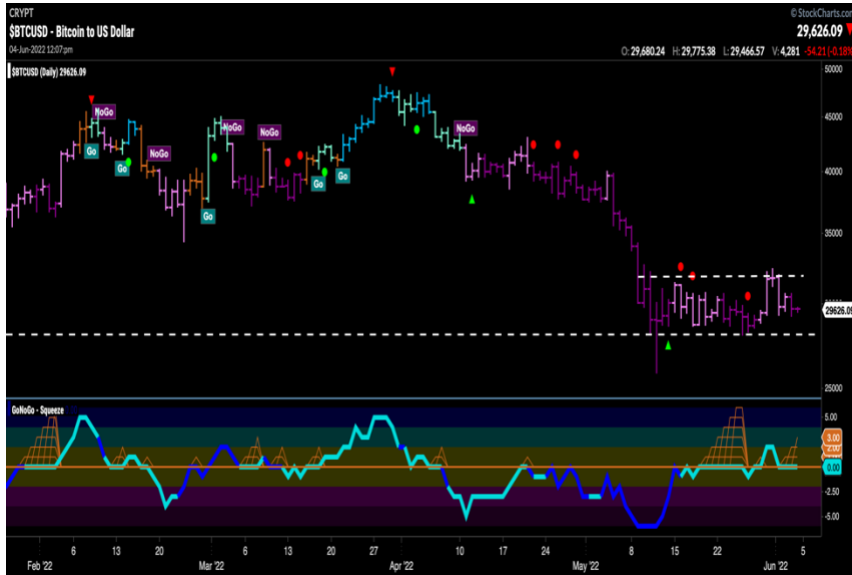 CRYPT
© StockCharts.com
$BTCUSD - Bitcoin to US Dollar
29,626.09
04-Jun-2022 12:07pm
O: 29,680.24 H: 29,775.38 L: 29,466.57 V: 4,281 -54.21 (-0.18%)
$BTCUSD (Daily) 29626.09
50000
NoGo
45000
NoGo
NoGo
NoGo
NoGo
Go
Go
Go
Go
Go
40000
35000
29626.09
25000
GoNoGo - Squeeze
5.00
3.00
2.00
0.00
-2.50
-5.00
6 13 20 6 13 20 27 10 17 24 8 15 22 5
Feb '22 Mar '22 Apr '22 May '22 Jun '22